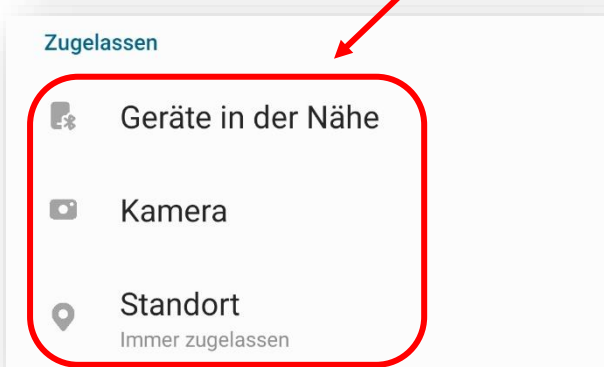 Zugelassen
Geräte in der Nähe
Kamera
Standort
Immer zugelassen